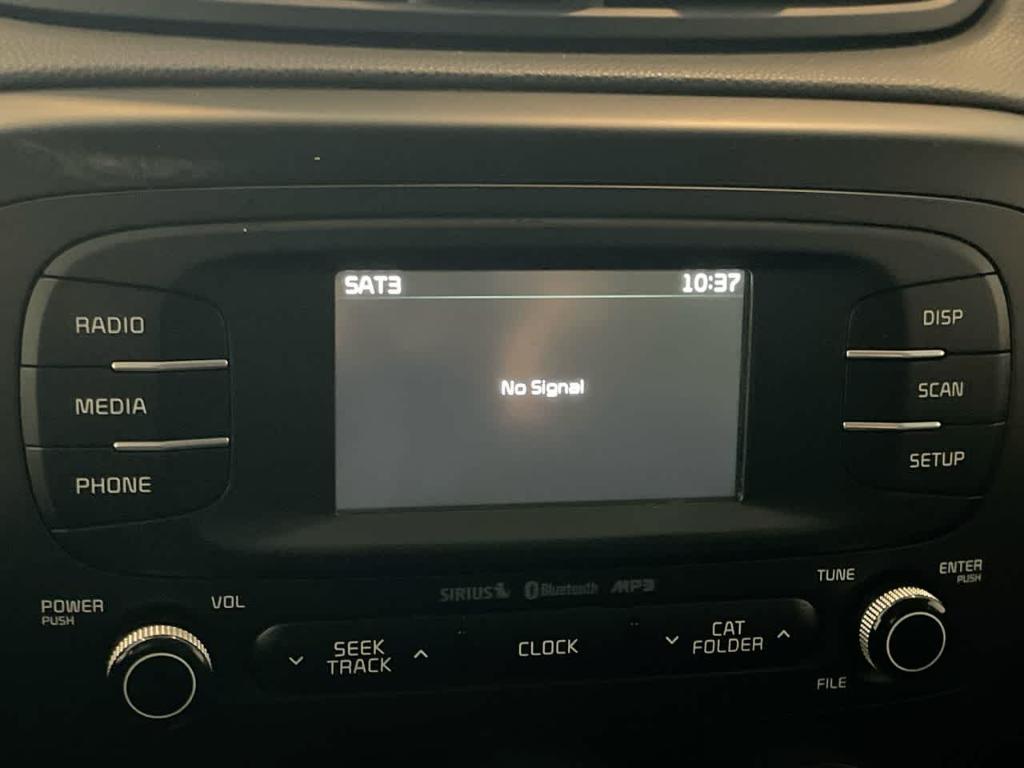 SAT3 10:37
No Signal
RADIO
MEDIA
PHONE
DISP
SCAN
SETUP
SIRIUS Bluetooth MP3
POWER
PUSH
VOL
SEEK
TRACK
CLOCK
CAT
FOLDER
TUNE
ENTER
PUSH
FILE